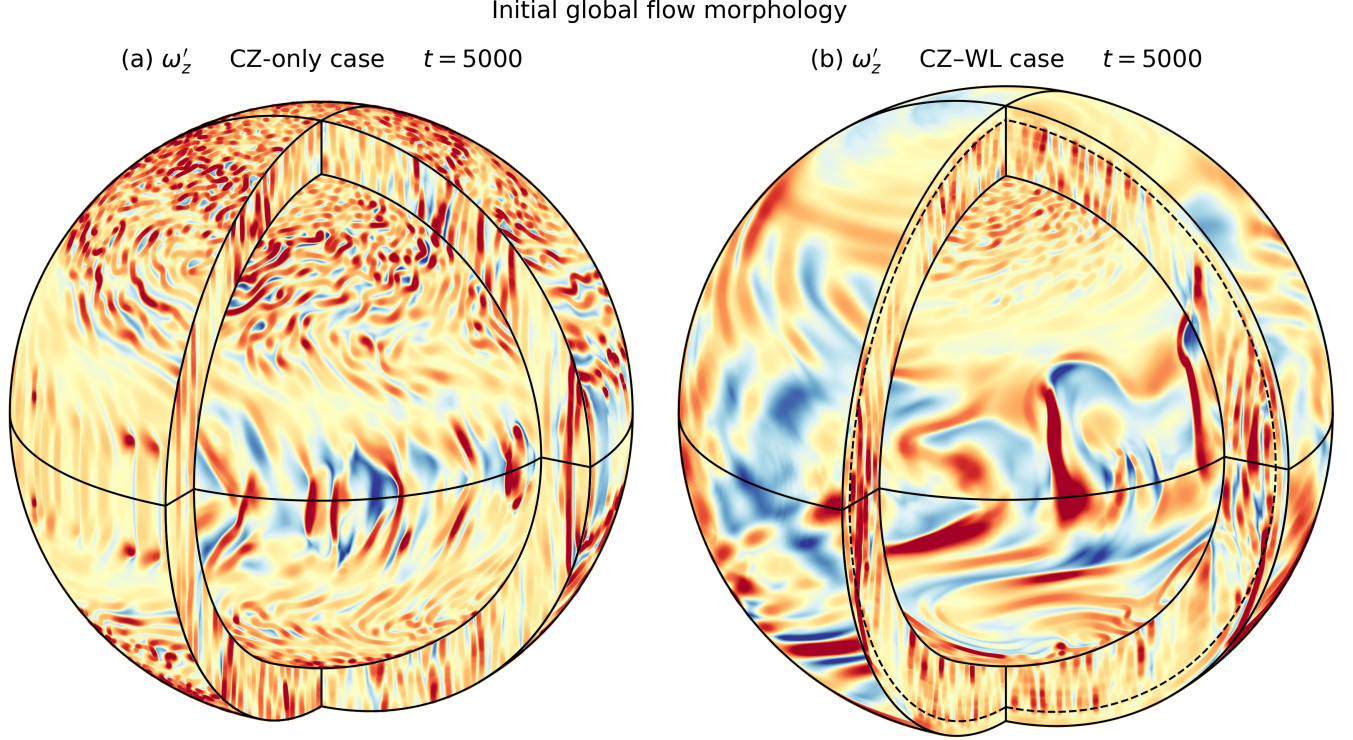 Initial global flow morphology
(a) ω′z CZ-only case t = 5000
(b) ω′z CZ–WL case t = 5000